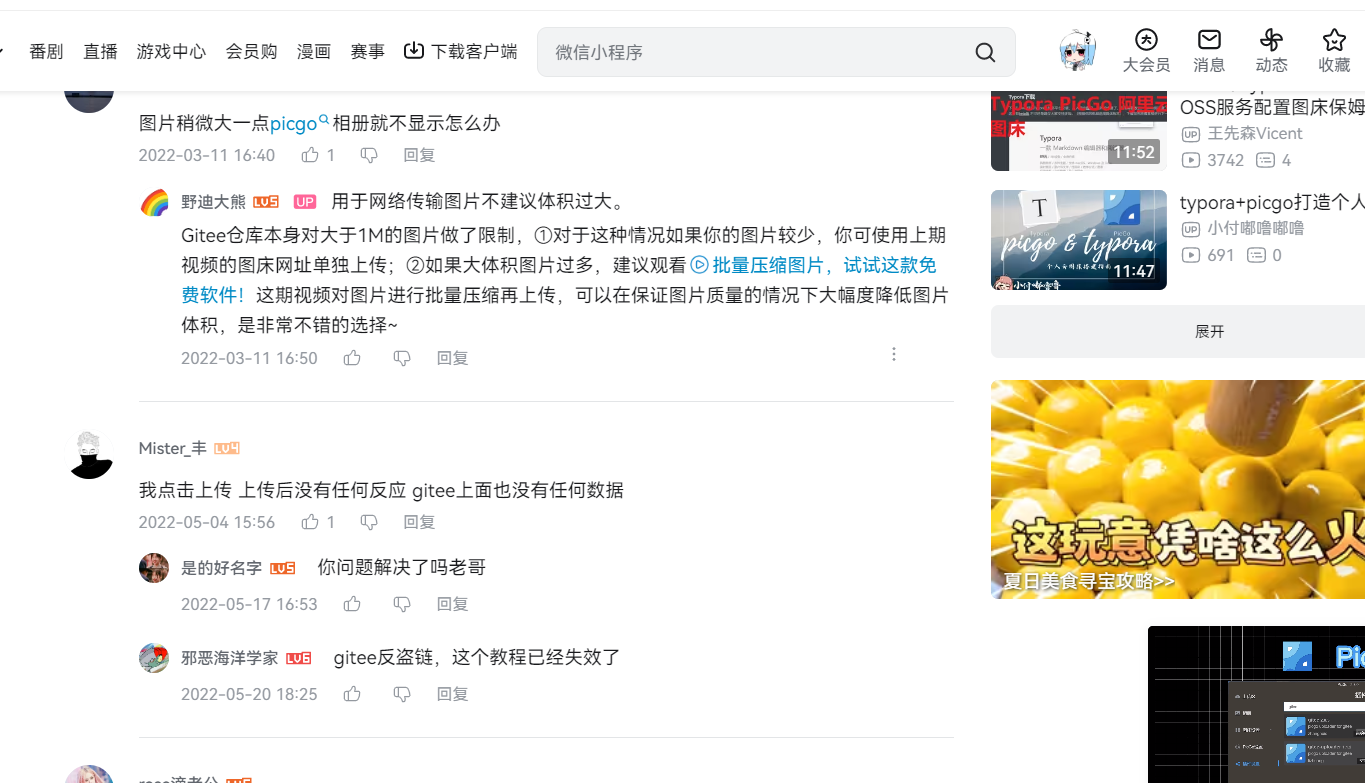 番剧 直播 游戏中心 会员购 漫画 赛事 下载客户端
微信小程序
大会员 消息 动态 收藏
图片稍微大一点picgo相册就不显示怎么办
2022-03-11 16:40 1 回复
野迪大熊 LV5 UP 用于网络传输图片不建议体积过大。
Gitee仓库本身对大于1M的图片做了限制，①对于这种情况如果你的图片较少，你可使用上期
视频的图床网址单独上传；②如果大体积图片过多，建议观看批量压缩图片，试试这款免
费软件！这期视频对图片进行批量压缩再上传，可以在保证图片质量的情况下大幅度降低图片
体积，是非常不错的选择~
2022-03-11 16:50 回复
Mister_丰 LV4
我点击上传 上传后没有任何反应 gitee上面也没有任何数据
2022-05-04 15:56 1 回复
是的好名字 LV5 你问题解决了吗老哥
2022-05-17 16:53 回复
邪恶海洋学家 LV6 gitee反盗链，这个教程已经失效了
2022-05-20 18:25 回复
Typora PicGo 阿里云
图床
Typora
11:52
OSS服务配置图床保姆
UP 王先森Vicent
3742 4
T
picgo & typora
11:47
小付嘟噜
typora+picgo打造个人
UP 小付嘟噜嘟噜
691 0
展开
这玩意凭啥这么火
夏日美食寻宝攻略>>